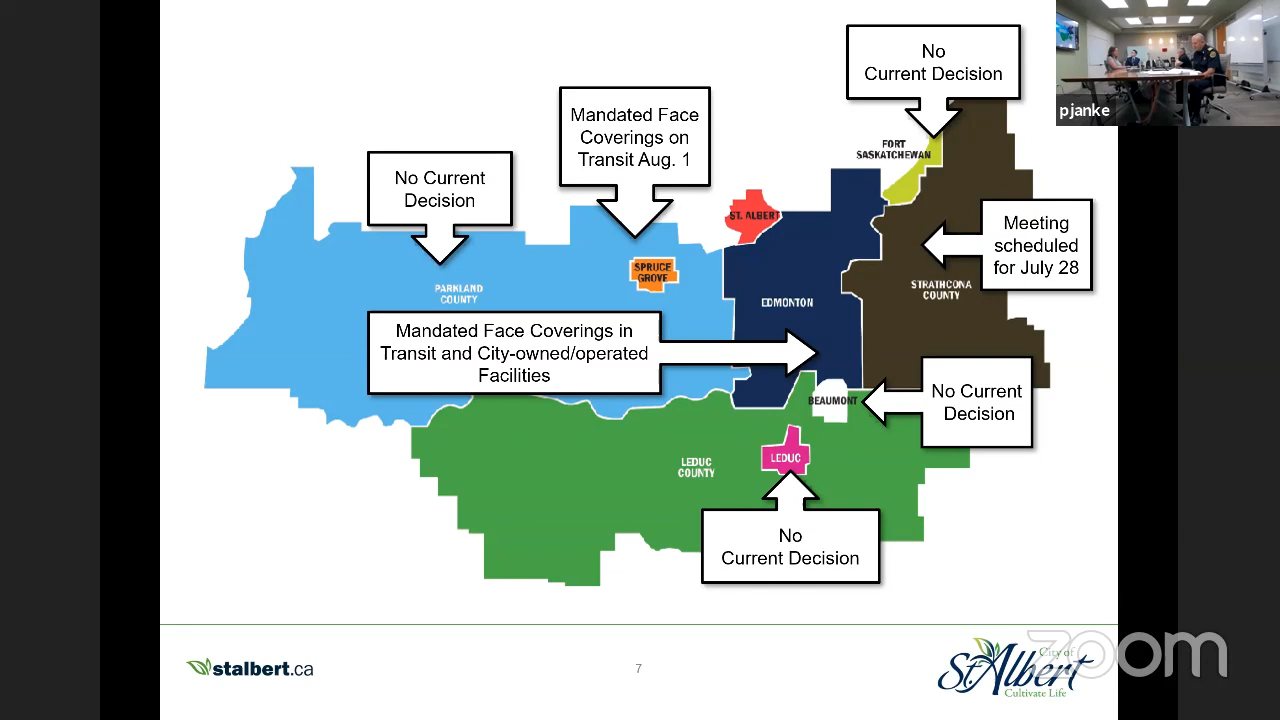 No
Current Decision
pjanke
Mandated Face
Coverings on
Transit Aug. 1
FORT
SASKATCHEWAN
No Current
Decision
ST. ALBERT
Meeting
scheduled
for July 28
SPRUCE
GROVE
PARKLAND
COUNTY
EDMONTON
STRATHCONA
COUNTY
Mandated Face Coverings in
Transit and City-owned/operated
Facilities
BEAUMONT
No Current
Decision
LEDUC
COUNTY
LEDUC
No
Current Decision
stalbert.ca
7
City of
St. Albert
Cultivate Life
zoom